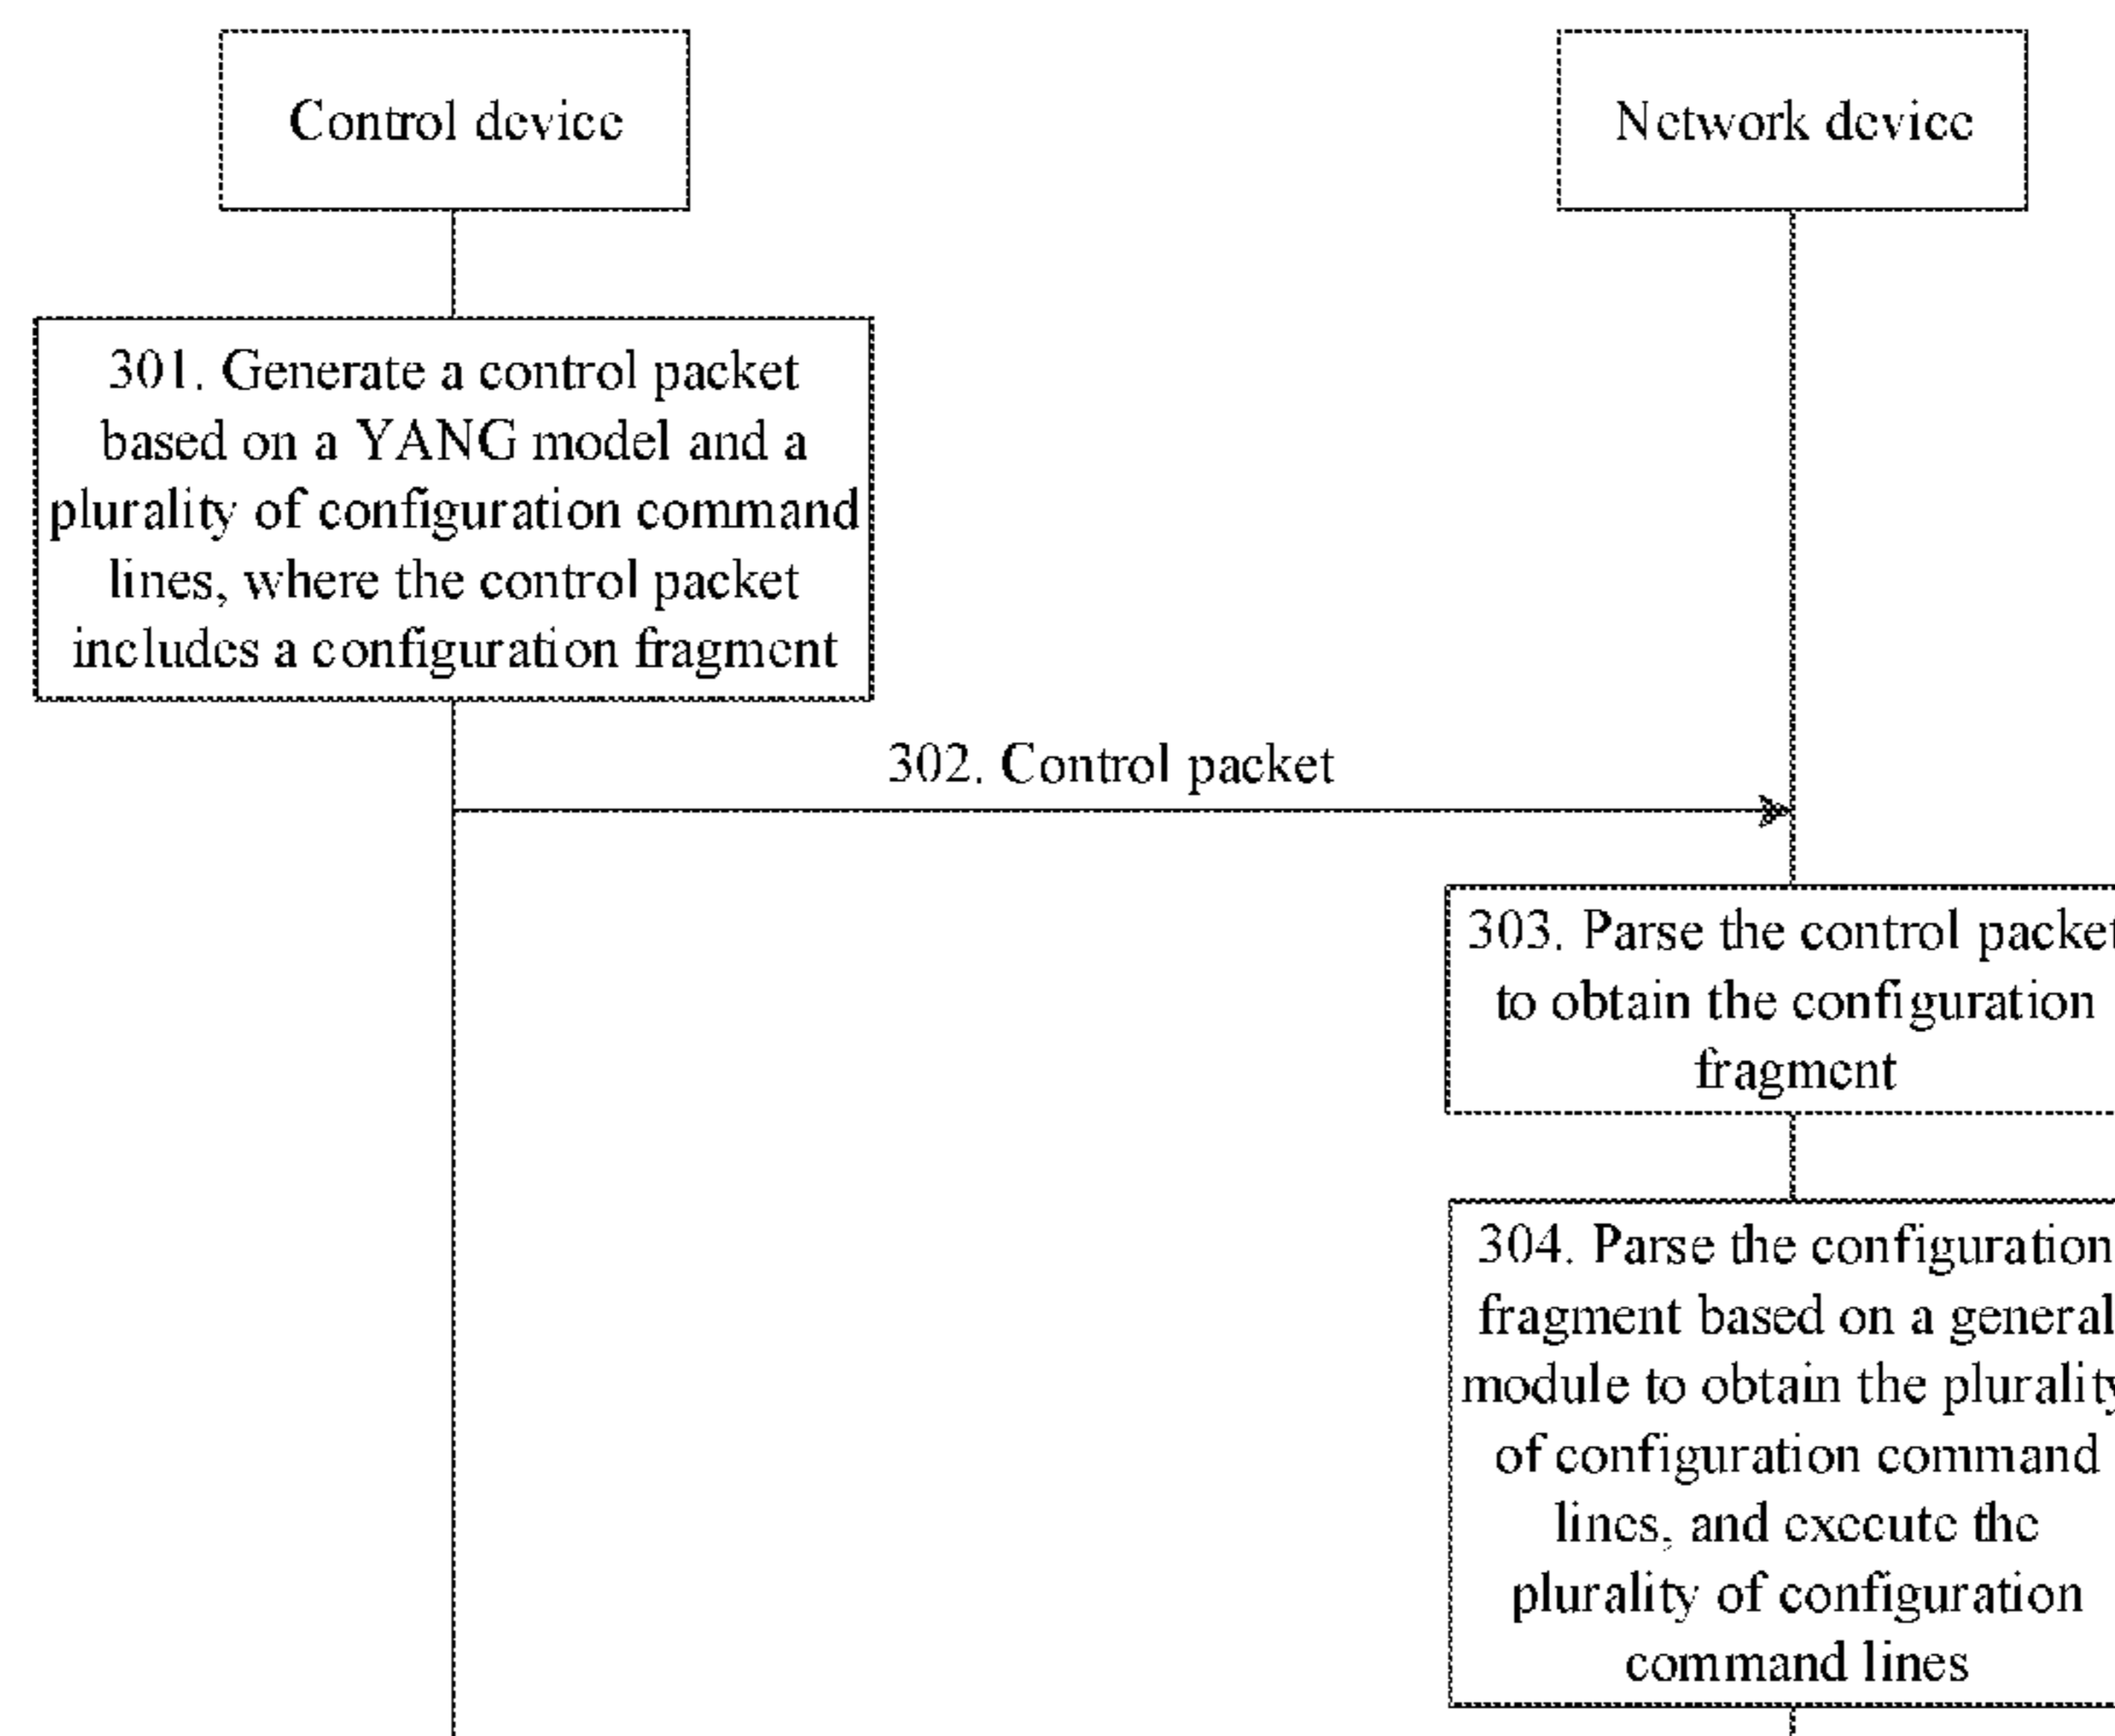 Control device
Network device
301. Generate a control packet
based on a YANG model and a
plurality of configuration command
lines, where the control packet
includes a configuration fragment
302. Control packet
303. Parse the control packet
to obtain the configuration
fragment
304. Parse the configuration
fragment based on a general
module to obtain the plurality
of configuration command
lines, and execute the
plurality of configuration
command lines